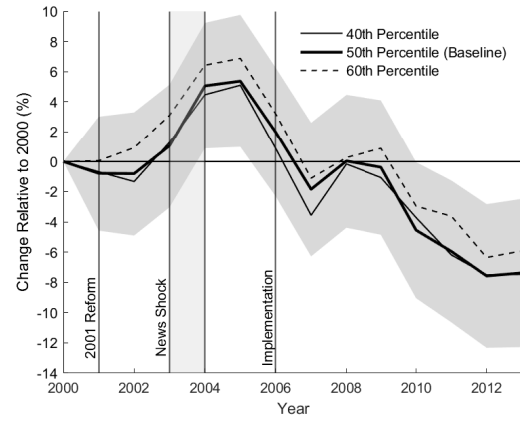 Change Relative to 2000 (%)
10
8
6
4
2
0
-2
-4
-6
-8
-10
-12
-14
40th Percentile
50th Percentile (Baseline)
60th Percentile
2001 Reform
News Shock
Implementation
2000
2002
2004
2006
2008
2010
2012
Year